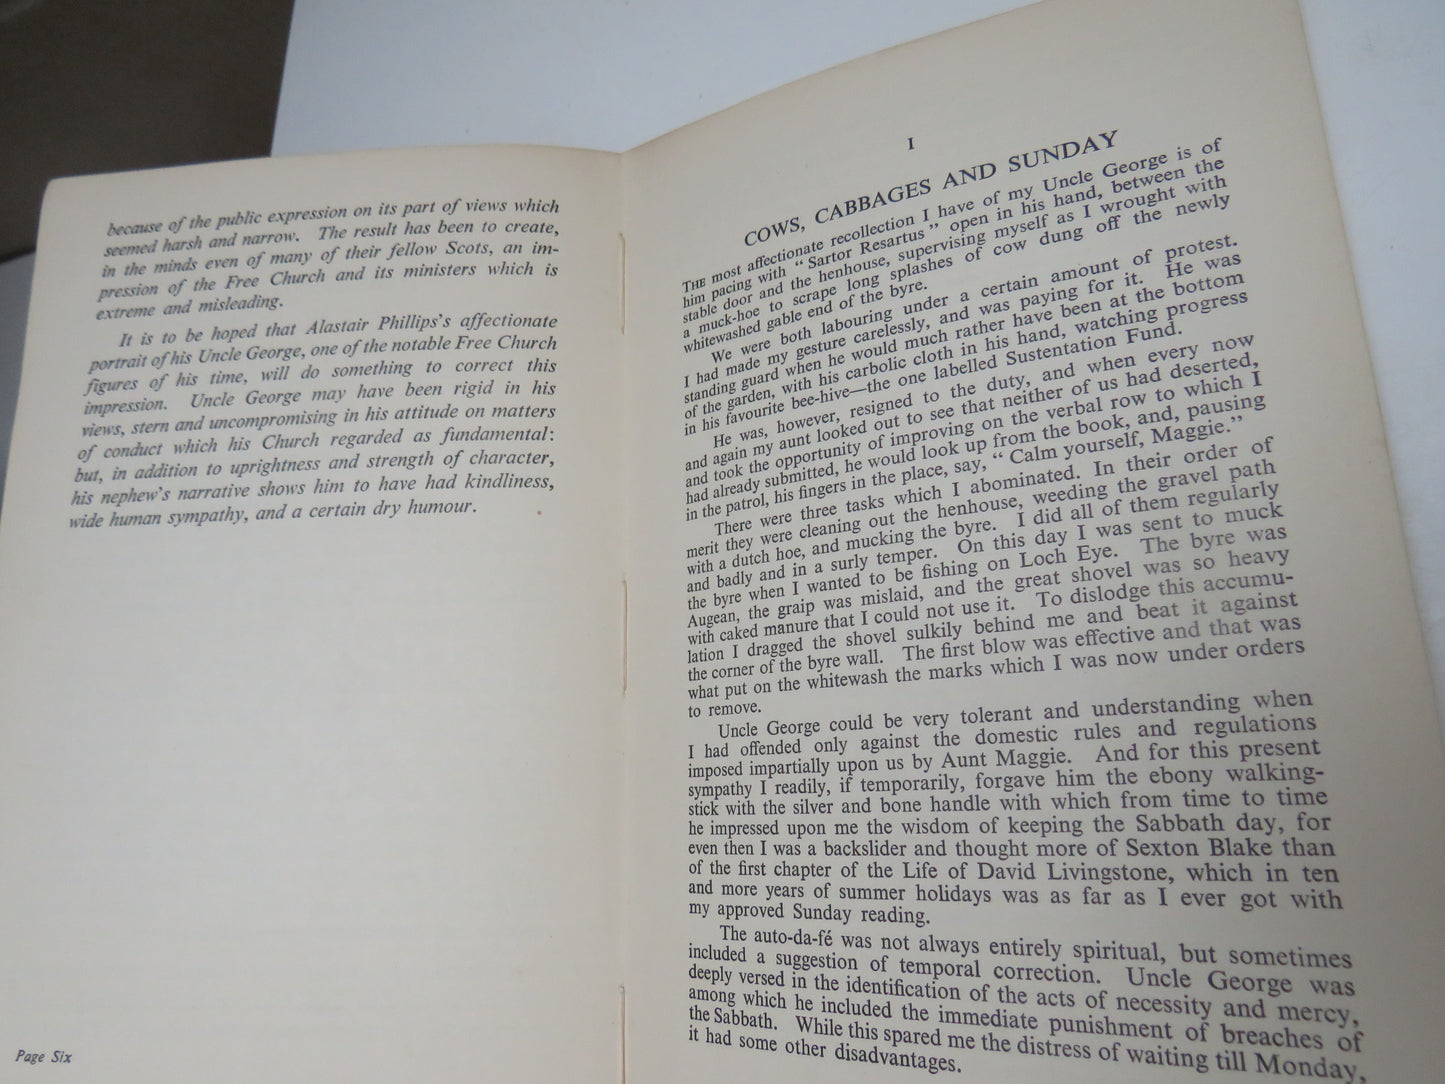 because of the public expression on its part of views which
seemed harsh and narrow. The result has been to create,
in the minds even of many of their fellow Scots, an im-
pression of the Free Church and its ministers which is
extreme and misleading.
It is to be hoped that Alastair Phillips's affectionate
portrait of his Uncle George, one of the notable Free Church
figures of his time, will do something to correct this
impression. Uncle George may have been rigid in his
views, stern and uncompromising in his attitude on matters
of conduct which his Church regarded as fundamental:
but, in addition to uprightness and strength of character,
his nephew's narrative shows him to have had kindliness,
wide human sympathy, and a certain dry humour.
Page Six
I
COWS, CABBAGES AND SUNDAY
THE most affectionate recollection I have of my Uncle George is of
him pacing with " Sartor Resartus " open in his hand, between the
stable door and the henhouse, supervising myself as I wrought with
a muck-hoe to scrape long splashes of cow dung off the newly
whitewashed gable end of the byre.
We were both labouring under a certain amount of protest.
I had made my gesture carelessly, and was paying for it. He was
standing guard when he would much rather have been at the bottom
of the garden, with his carbolic cloth in his hand, watching progress
in his favourite bee-hive—the one labelled Sustentation Fund.
He was, however, resigned to the duty, and when every now
and again my aunt looked out to see that neither of us had deserted,
and took the opportunity of improving on the verbal row to which I
had already submitted, he would look up from the book, and, pausing
in the patrol, his fingers in the place, say, " Calm yourself, Maggie."
There were three tasks which I abominated. In their order of
merit they were cleaning out the henhouse, weeding the gravel path
with a dutch hoe, and mucking the byre. I did all of them regularly
and badly and in a surly temper. On this day I was sent to muck
the byre when I wanted to be fishing on Loch Eye. The byre was
Augean, the graip was mislaid, and the great shovel was so heavy
with caked manure that I could not use it. To dislodge this accumu-
lation I dragged the shovel sulkily behind me and beat it against
the corner of the byre wall. The first blow was effective and that was
what put on the whitewash the marks which I was now under orders
to remove.
Uncle George could be very tolerant and understanding when
I had offended only against the domestic rules and regulations
imposed impartially upon us by Aunt Maggie. And for this present
sympathy I readily, if temporarily, forgave him the ebony walking-
stick with the silver and bone handle with which from time to time
he impressed upon me the wisdom of keeping the Sabbath day, for
even then I was a backslider and thought more of Sexton Blake than
of the first chapter of the Life of David Livingstone, which in ten
and more years of summer holidays was as far as I ever got with
my approved Sunday reading.
The auto-da-fé was not always entirely spiritual, but sometimes
included a suggestion of temporal correction. Uncle George was
deeply versed in the identification of the acts of necessity and mercy,
among which he included the immediate punishment of breaches of
the Sabbath. While this spared me the distress of waiting till Monday,
it had some other disadvantages.